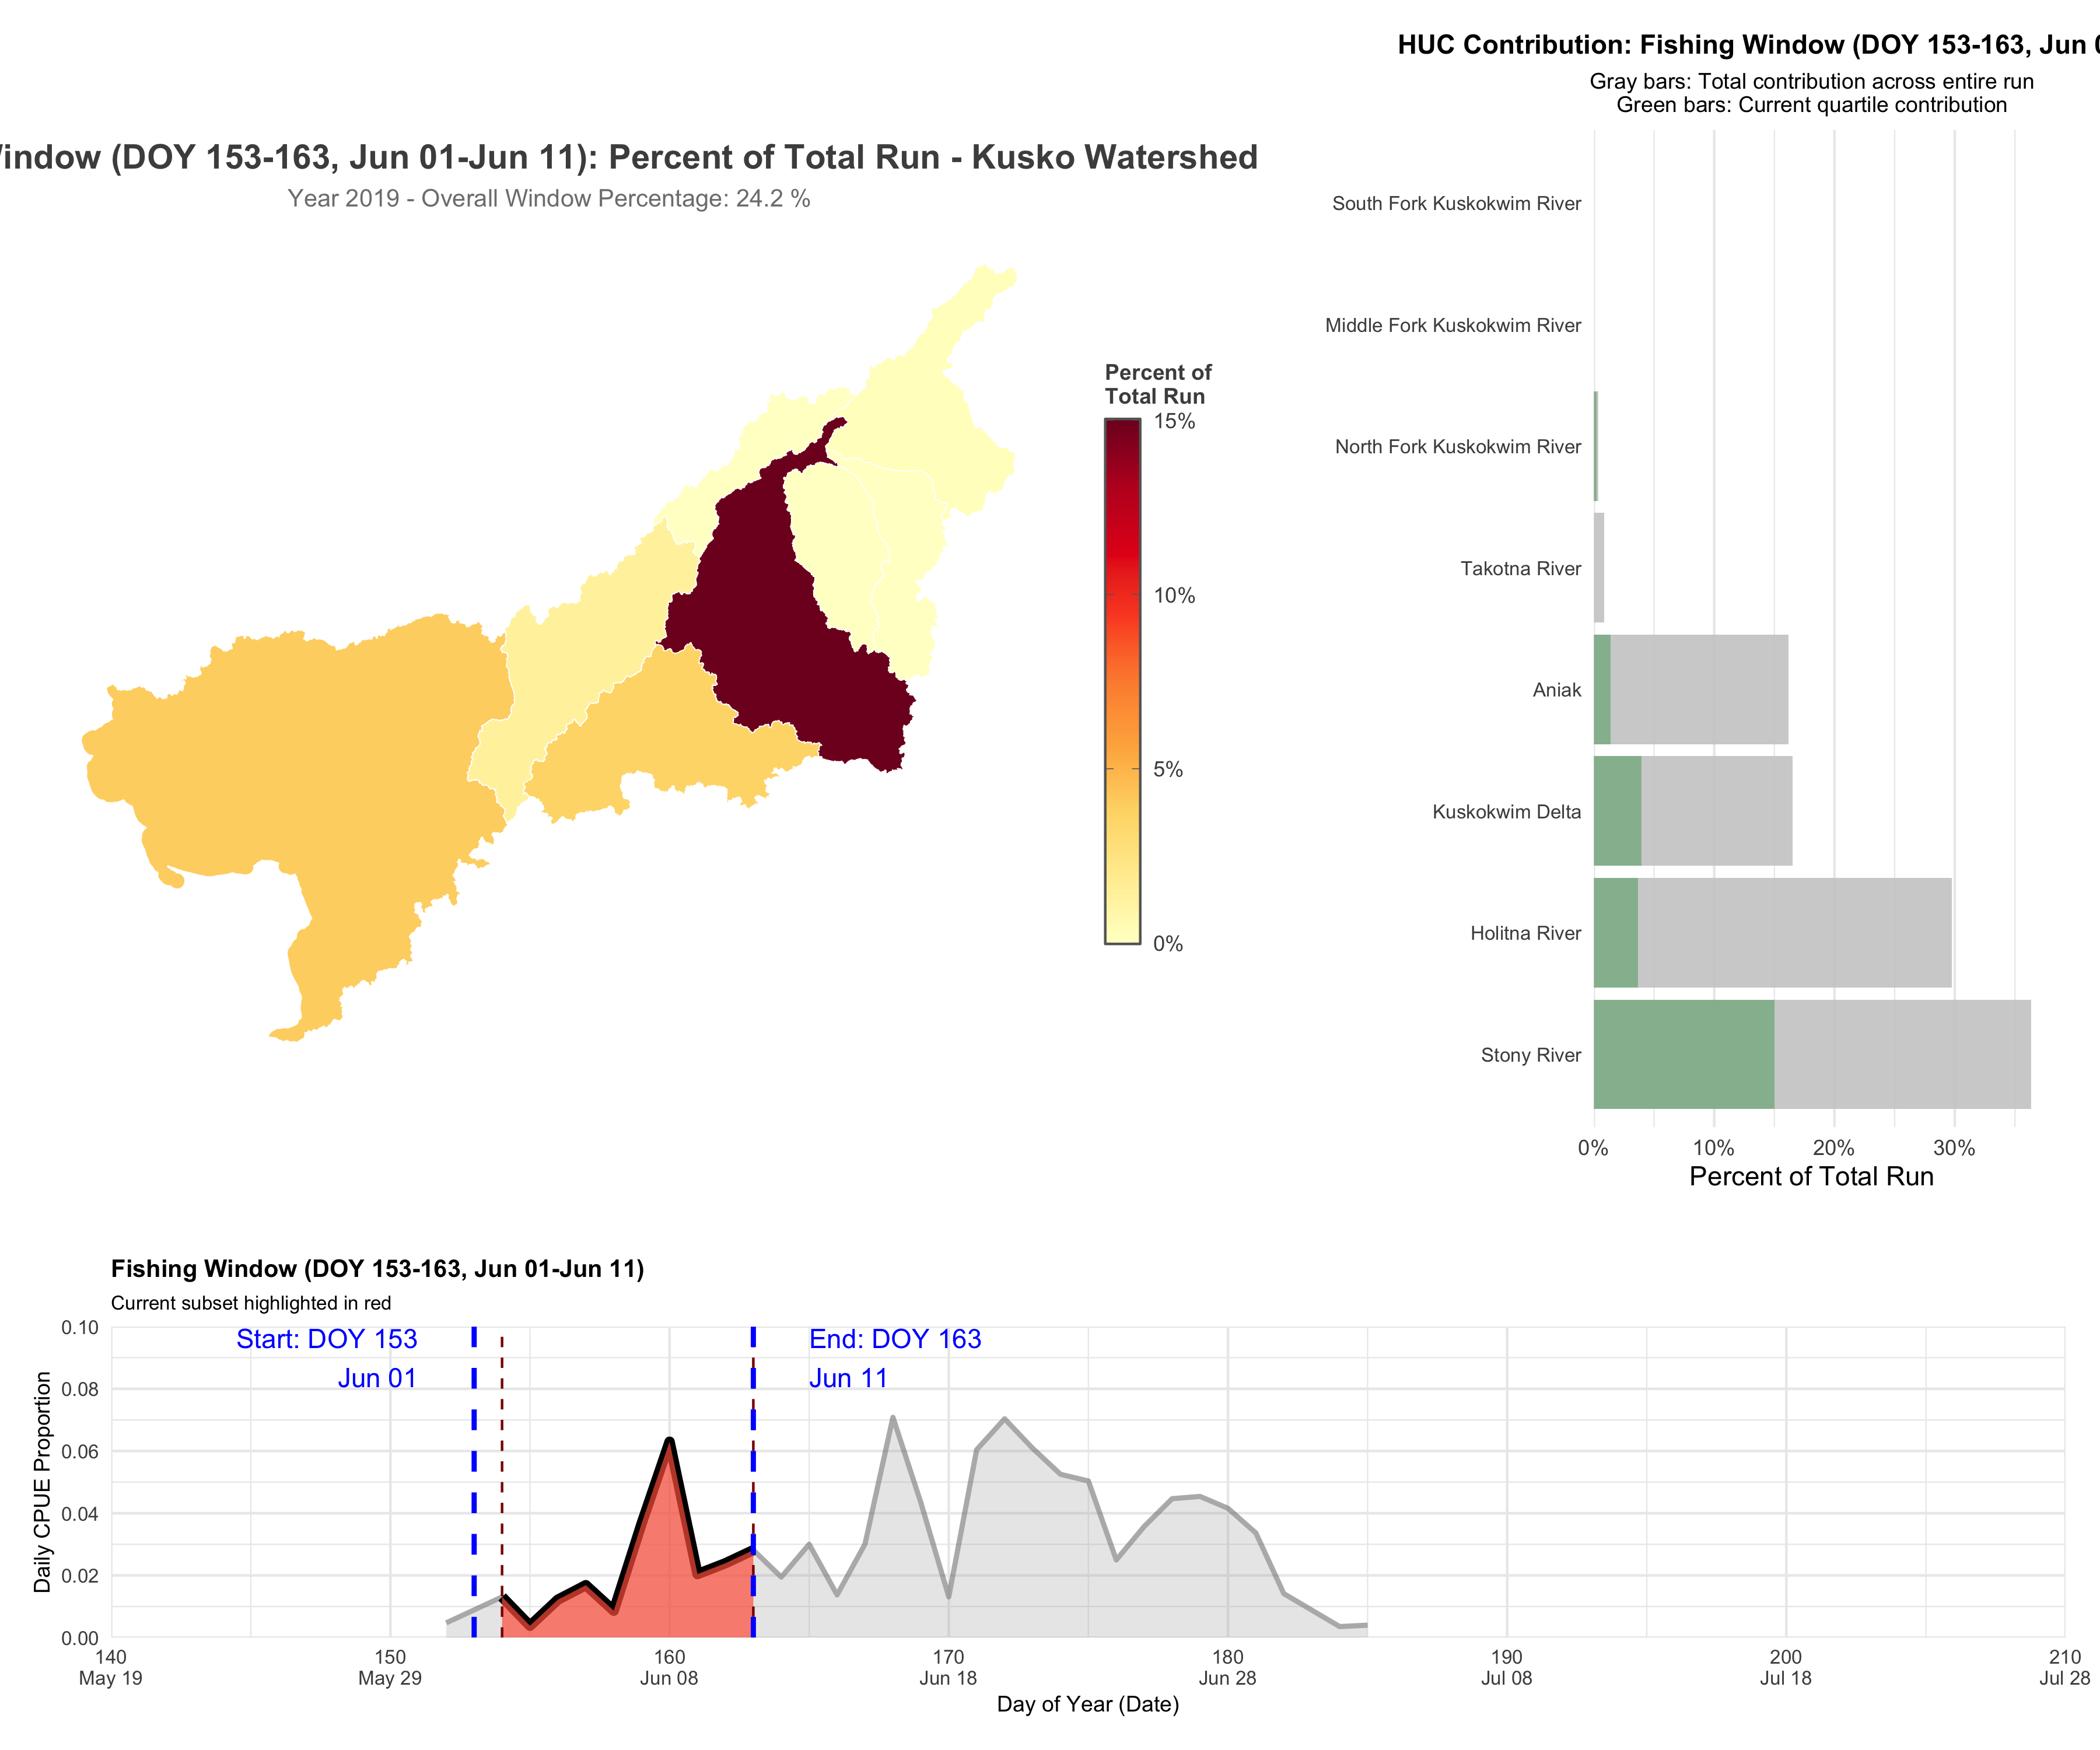 HUC Contribution: Fishing Window (DOY 153-163, Jun
Gray bars: Total contribution across entire run
Green bars: Current quartile contribution
(DOY 153-163, Jun 01-Jun 11): Percent of Total Run - Kusko Watershed
Year 2019 - Overall Window Percentage: 24.2 %
Percent of
Total Run
15%
10%
5%
0%
South Fork Kuskokwim River
Middle Fork Kuskokwim River
North Fork Kuskokwim River
Takotna River
Aniak
Kuskokwim Delta
Holitna River
Stony River
0% 10% 20% 30%
Percent of Total Run
Fishing Window (DOY 153-163, Jun 01-Jun 11)
Current subset highlighted in red
Start: DOY 153
Jun 01
End: DOY 163
Jun 11
Daily CPUE Proportion
0.10
0.08
0.06
0.04
0.02
0.00
140 150 160 170 180 190 200 210
May 19 May 29 Jun 08 Jun 18 Jun 28 Jul 08 Jul 18 Jul 28
Day of Year (Date)